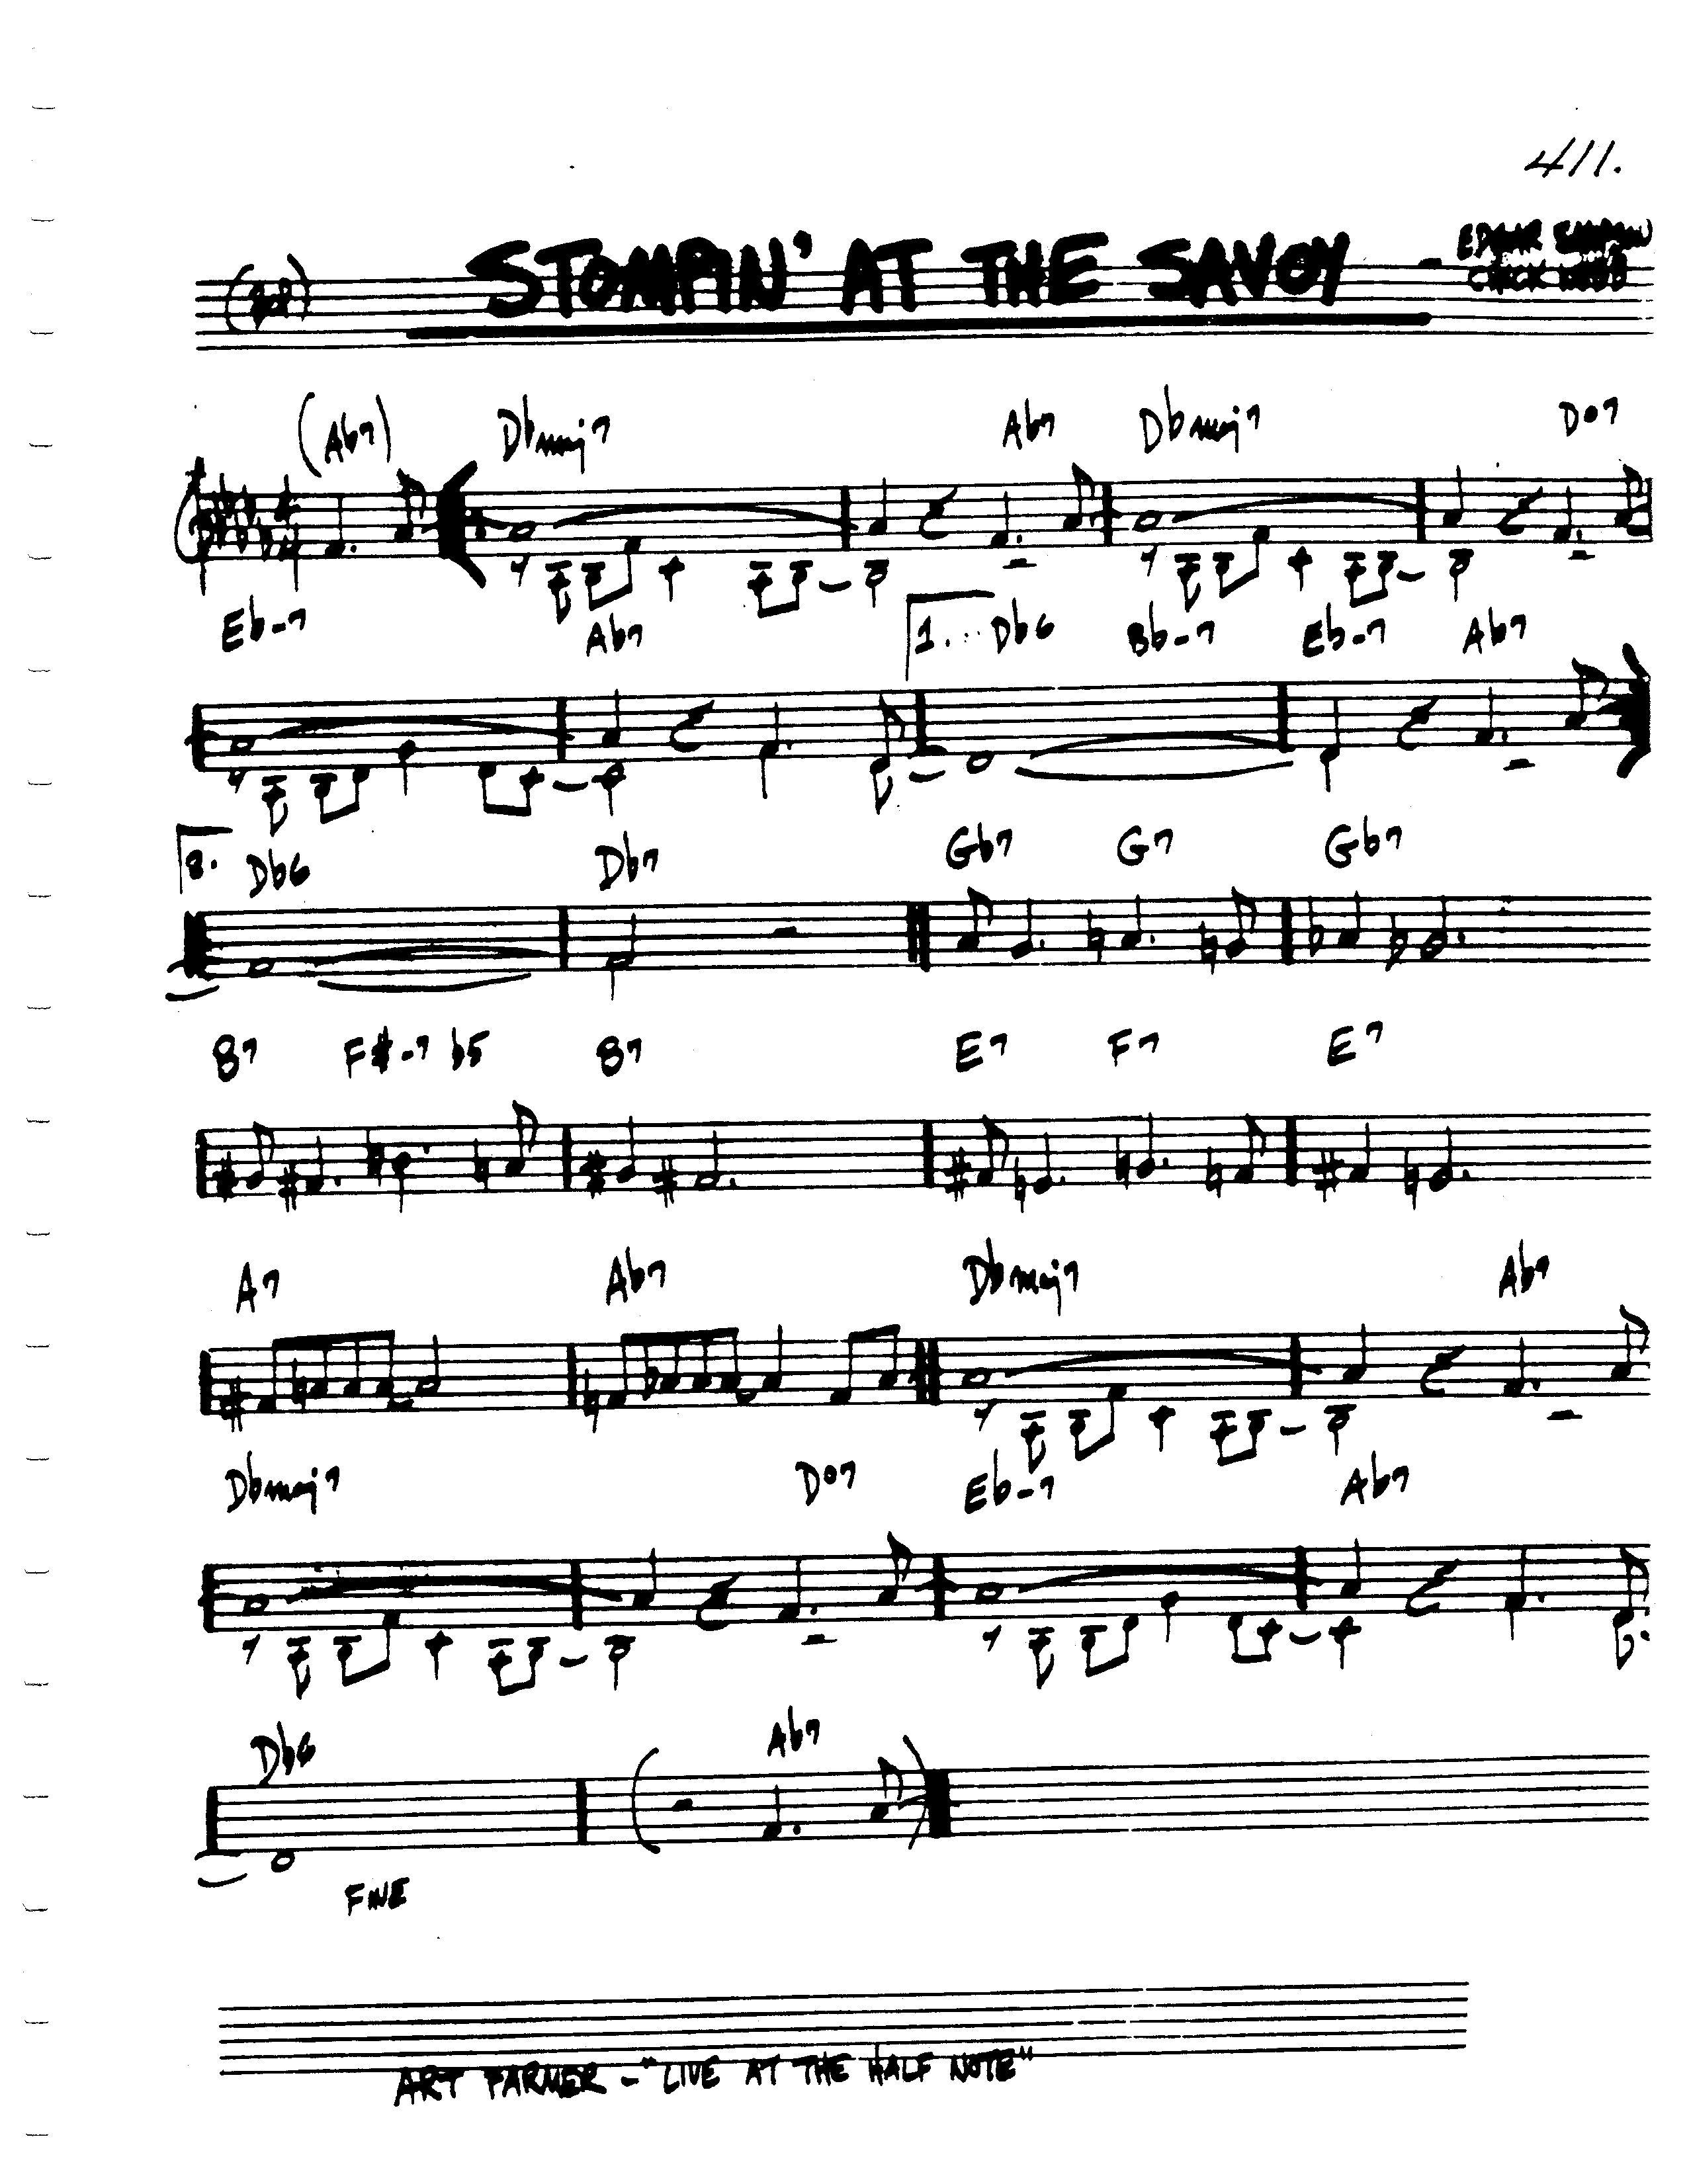 411.
STOMPIN' AT THE SAVOY
- EDGAR SAMPSON
CHICK WEBB
(Ab7) Dbmaj7 Ab7 Dbmaj7 D°7
Eb-7 Ab7 1. Db6 Bb-7 Eb-7 Ab7
2. Db6 Db7 Gb7 G7 Gb7
B7 F#-7 b5 B7 E7 F7 E7
A7 Ab7 Dbmaj7 Ab7
Dbmaj7 D°7 Eb-7 Ab7
Db6 Ab7
FINE
ART FARMER - "LIVE AT THE HALF NOTE"